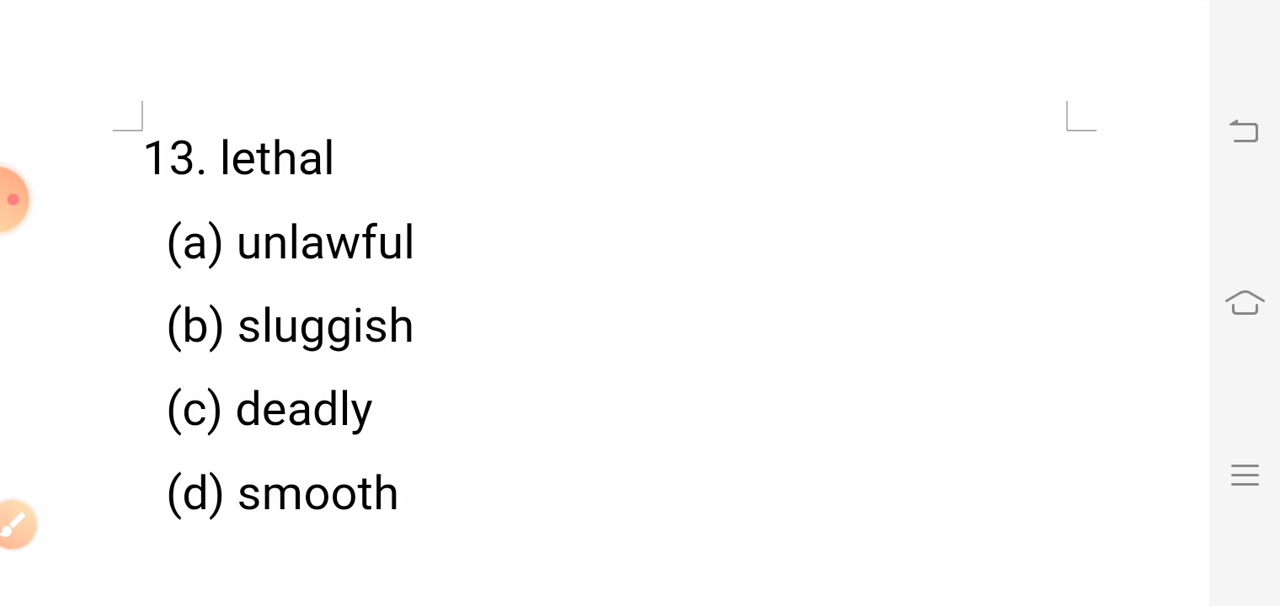 13. lethal
(a) unlawful
(b) sluggish
(c) deadly
(d) smooth